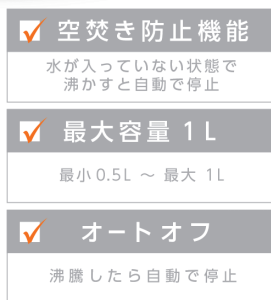 空焚き防止機能
水が入っていない状態で
沸かすと自動で停止
最大容量 1L
最小0.5L ～ 最大 1L
オートオフ
沸騰したら自動で停止